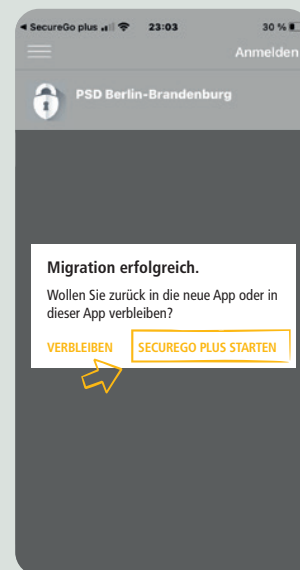 ◀ SecureGo plus 23:03 30 %
Anmelden
PSD Berlin-Brandenburg
Migration erfolgreich.
Wollen Sie zurück in die neue App oder in
dieser App verbleiben?
VERBLEIBEN SECUREGO PLUS STARTEN